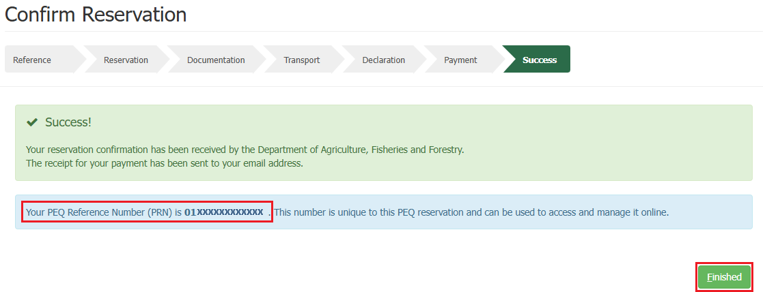 Confirm Reservation
Reference Reservation Documentation Transport Declaration Payment Success
Success!
Your reservation confirmation has been received by the Department of Agriculture, Fisheries and Forestry.
The receipt for your payment has been sent to your email address.
Your PEQ Reference Number (PRN) is 01XXXXXXXXXXXX . This number is unique to this PEQ reservation and can be used to access and manage it online.
Finished